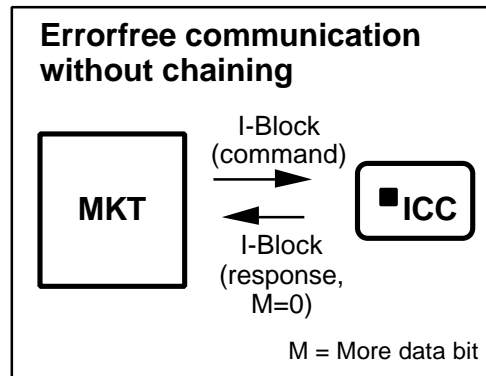 Errorfree communication
without chaining
I-Block
(command)
MKT
ICC
I-Block
(response,
M=0)
M = More data bit